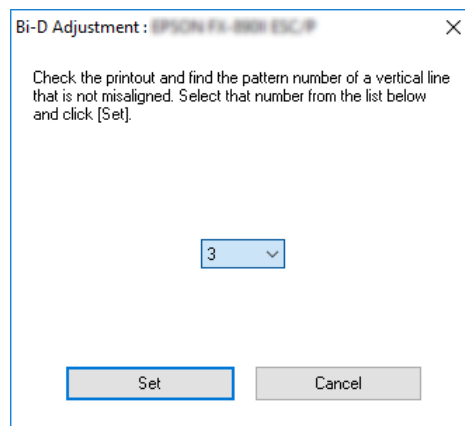 Bi-D Adjustment :
Check the printout and find the pattern number of a vertical line
that is not misaligned. Select that number from the list below
and click [Set].
3
Set
Cancel